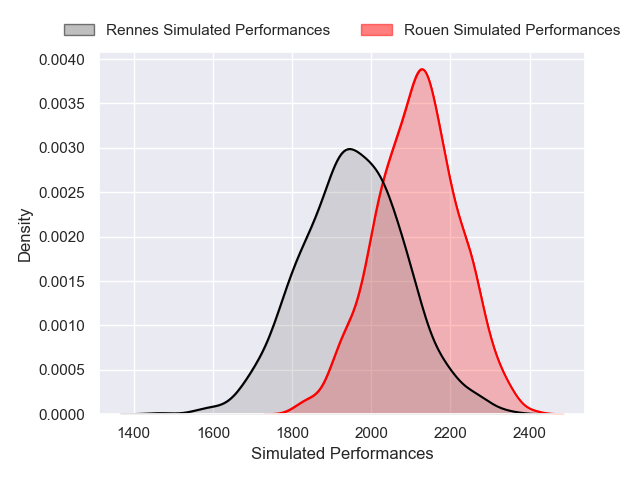 Rennes Simulated Performances Rouen Simulated Performances
0.0040
0.0035
0.0030
0.0025
0.0020
0.0015
0.0010
0.0005
0.0000
Density
1400 1600 1800 2000 2200 2400
Simulated Performances